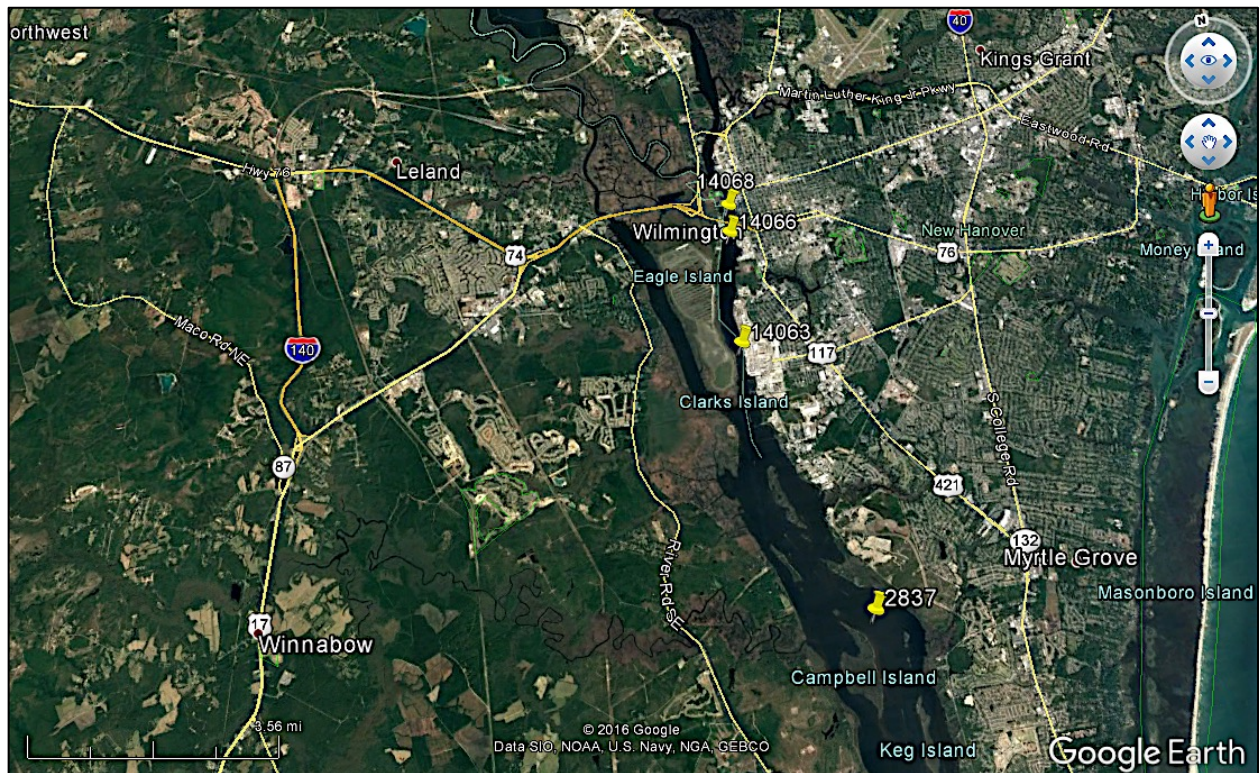 orthwest
40
N
Kings Grant
Martin Luther King Jr Pkwy
Eastwood Rd
Hwy 76
Leland
14068
Harbor Is
14066
Wilmington
New Hanover
76
Money Island
74
Eagle Island
Maco Rd NE
140
14063
117
Clarks Island
S College Rd
87
421
132
Myrtle Grove
River Rd SE
2837
Masonboro Island
17
Winnabow
Campbell Island
3.56 mi
© 2016 Google
Data SIO, NOAA, U.S. Navy, NGA, GEBCO
Keg Island
Google Earth